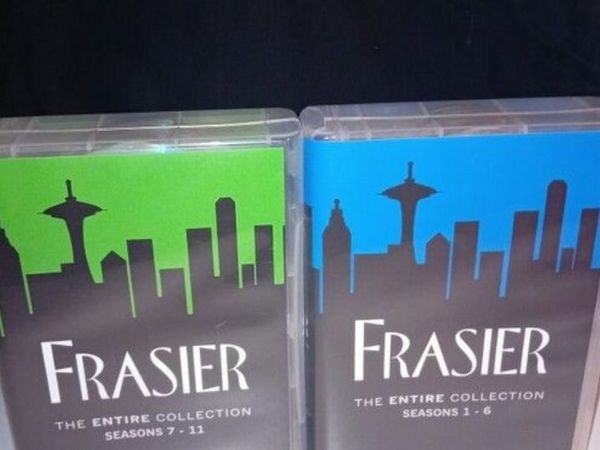 FRASIER
THE ENTIRE COLLECTION
SEASONS 7 - 11
FRASIER
THE ENTIRE COLLECTION
SEASONS 1 - 6